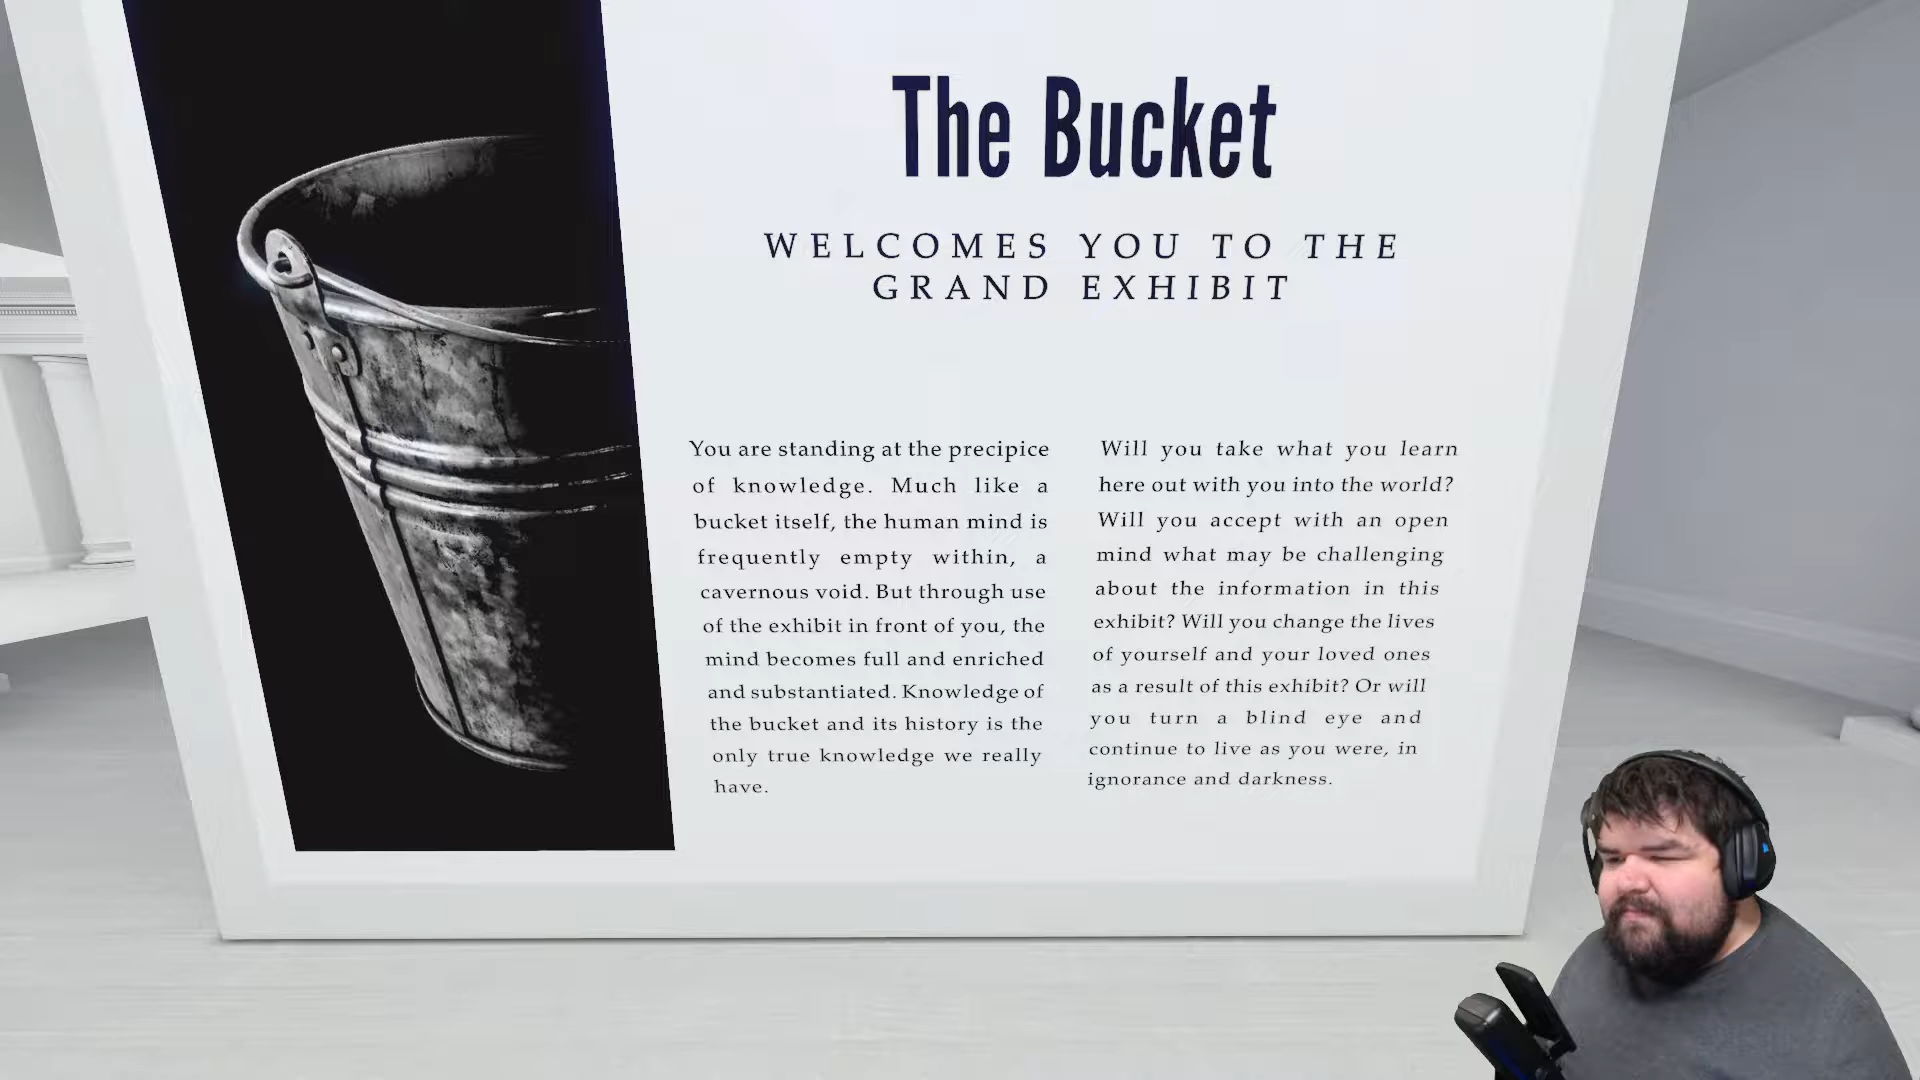 The Bucket
WELCOMES YOU TO THE
GRAND EXHIBIT
You are standing at the precipice
of knowledge. Much like a
bucket itself, the human mind is
frequently empty within, a
cavernous void. But through use
of the exhibit in front of you, the
mind becomes full and enriched
and substantiated. Knowledge of
the bucket and its history is the
only true knowledge we really
have.
Will you take what you learn
here out with you into the world?
Will you accept with an open
mind what may be challenging
about the information in this
exhibit? Will you change the lives
of yourself and your loved ones
as a result of this exhibit? Or will
you turn a blind eye and
continue to live as you were, in
ignorance and darkness.